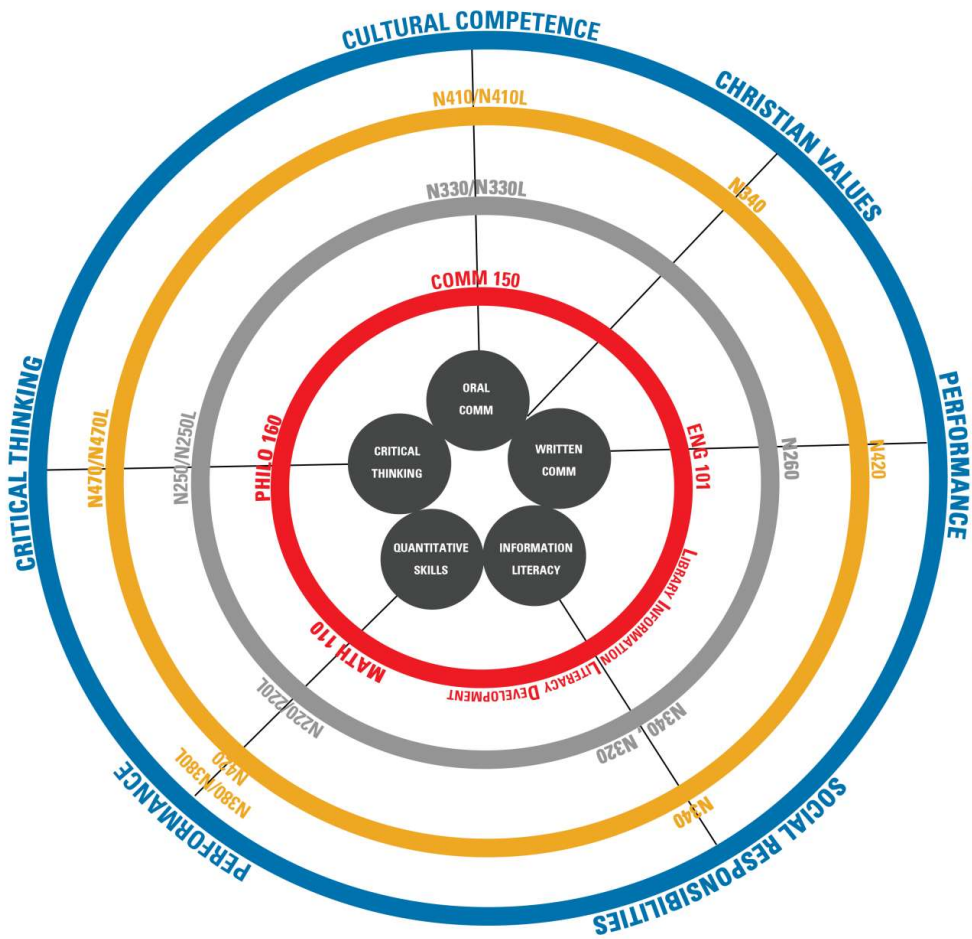 CULTURAL COMPETENCE
CHRISTIAN VALUES
PERFORMANCE
SOCIAL RESPONSIBILITIES
PERFORMANCE
CRITICAL THINKING
N410/N410L
N340
N420
N340
N420
N380/N380L
N470/N470L
N330/N330L
N260
N340, N320
N220/220L
N250/N250L
COMM 150
ENG 101
LIBRARY INFORMATION LITERACY DEVELOPMENT
MATH 110
PHILO 160
ORAL
COMM
WRITTEN
COMM
INFORMATION
LITERACY
QUANTITATIVE
SKILLS
CRITICAL
THINKING